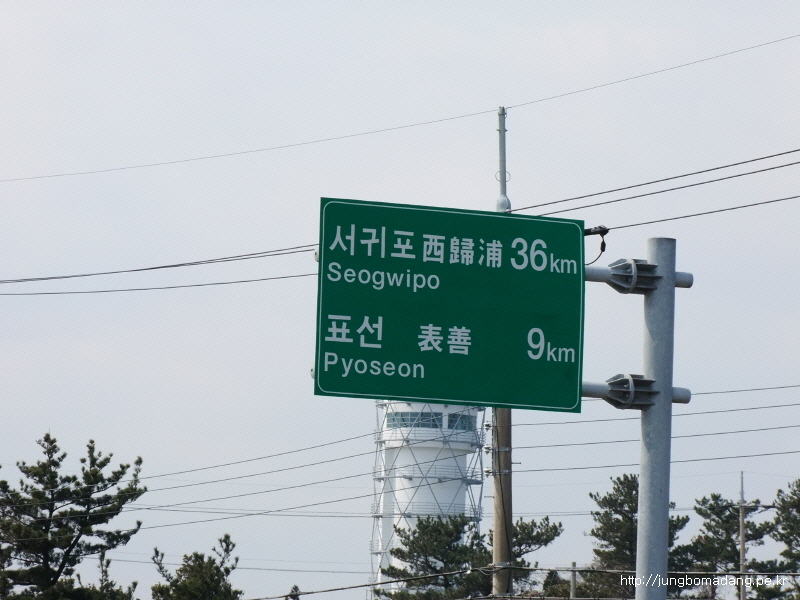 서귀포 西歸浦 36km
Seogwipo
표선 表善 9km
Pyoseon
http://jungbomadang.pe.kr